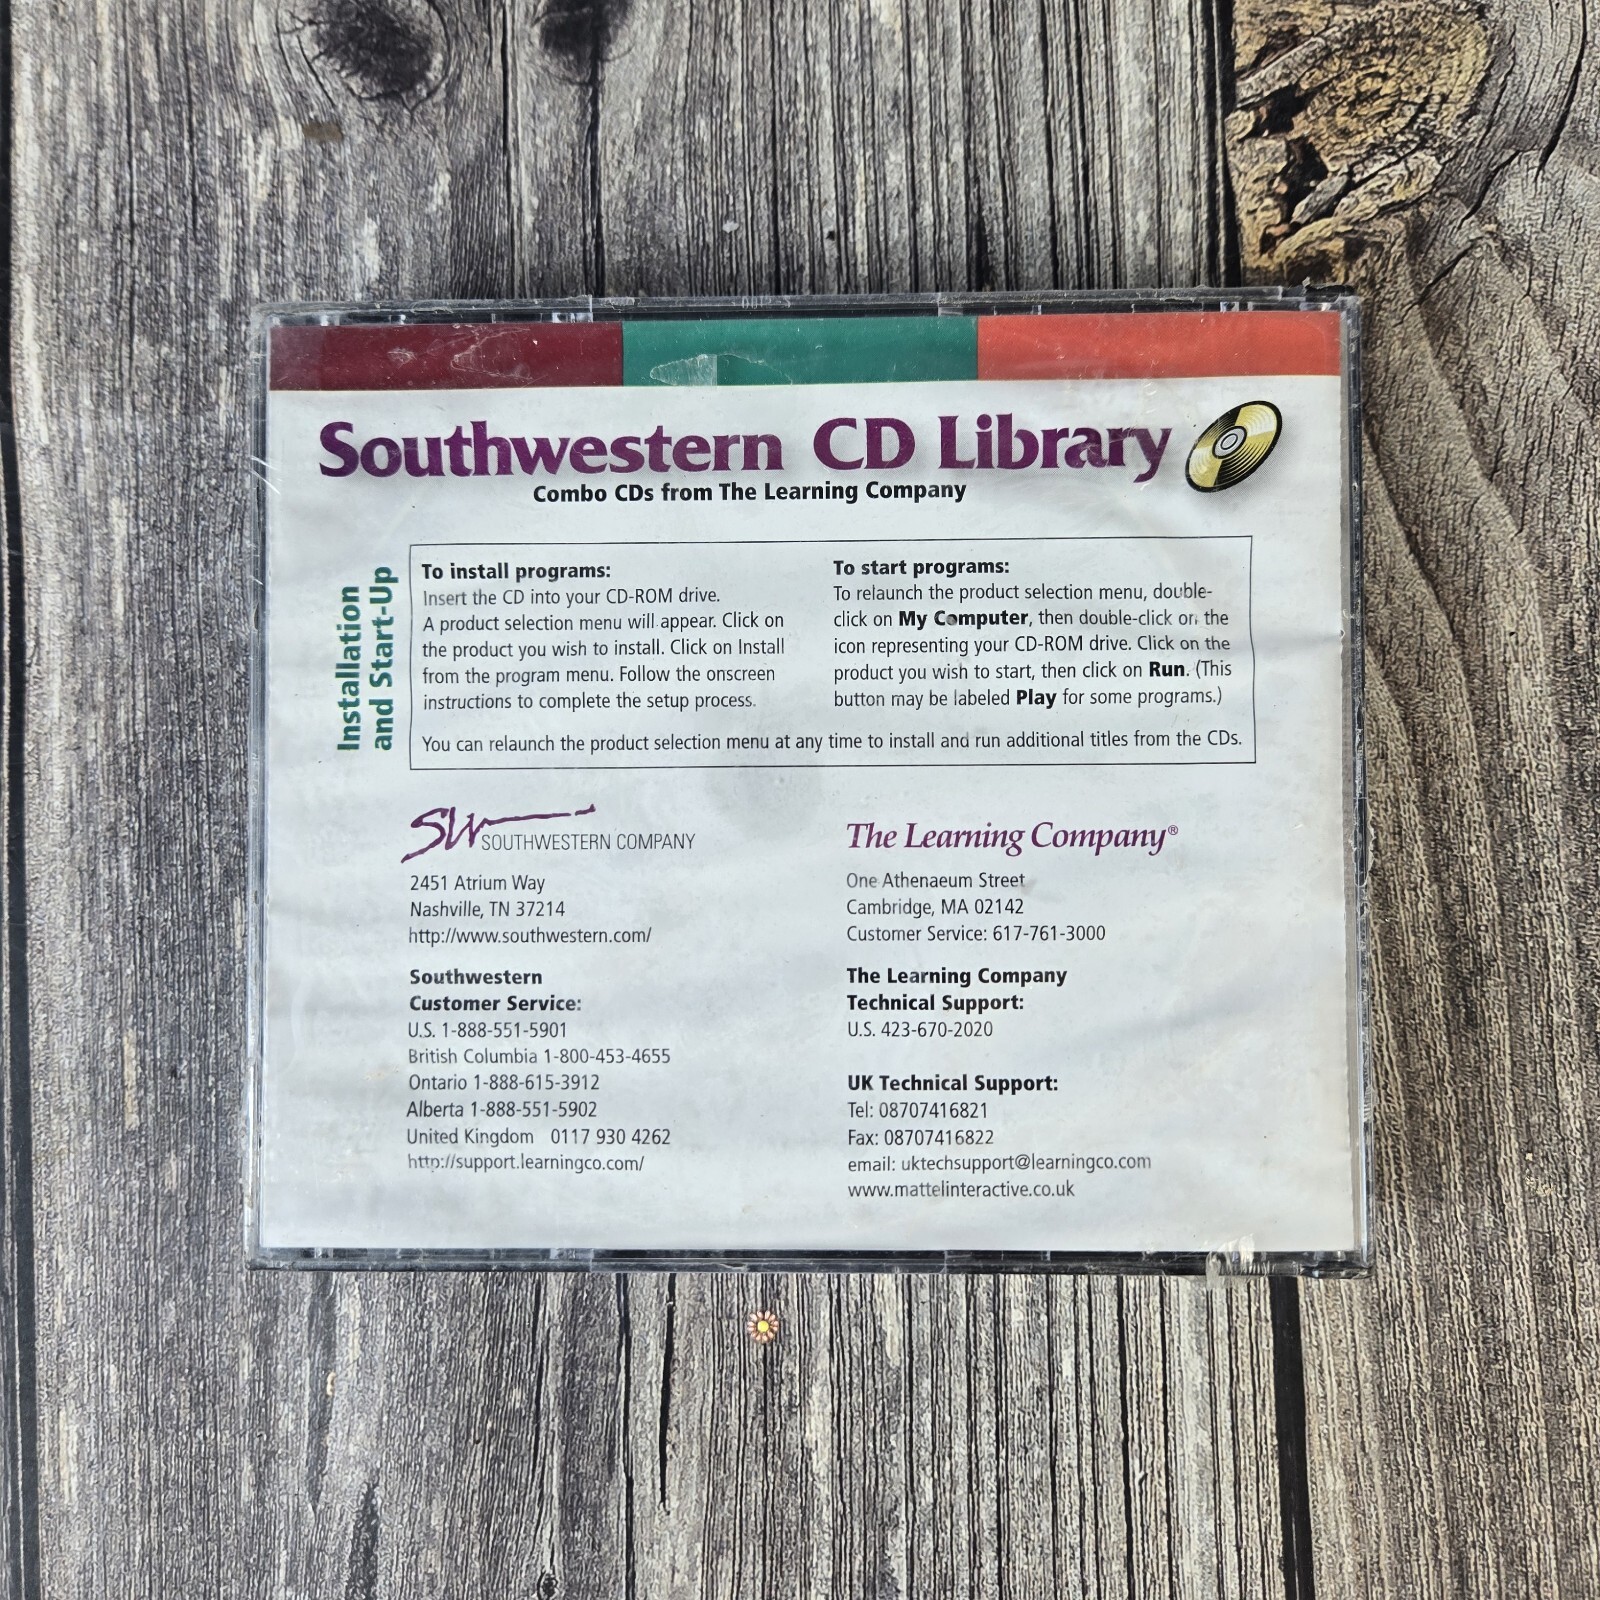 Southwestern CD Library
Combo CDs from The Learning Company
Installation
and Start-Up
To install programs:
Insert the CD into your CD-ROM drive.
A product selection menu will appear. Click on
the product you wish to install. Click on Install
from the program menu. Follow the onscreen
instructions to complete the setup process.
To start programs:
To relaunch the product selection menu, double-
click on My Computer, then double-click on the
icon representing your CD-ROM drive. Click on the
product you wish to start, then click on Run. (This
button may be labeled Play for some programs.)
You can relaunch the product selection menu at any time to install and run additional titles from the CDs.
SW SOUTHWESTERN COMPANY
2451 Atrium Way
Nashville, TN 37214
http://www.southwestern.com/
Southwestern
Customer Service:
U.S. 1-888-551-5901
British Columbia 1-800-453-4655
Ontario 1-888-615-3912
Alberta 1-888-551-5902
United Kingdom 0117 930 4262
http://support.learningco.com/
The Learning Company®
One Athenaeum Street
Cambridge, MA 02142
Customer Service: 617-761-3000
The Learning Company
Technical Support:
U.S. 423-670-2020
UK Technical Support:
Tel: 08707416821
Fax: 08707416822
email: uktechsupport@learningco.com
www.mattelinteractive.co.uk